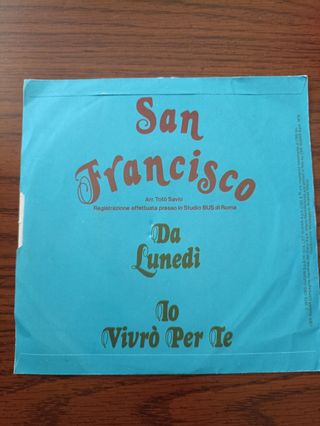 San
Francisco
Arr. Totò Savio
Registrazione effettuata presso lo Studio BUS di Roma
Da
Lunedì
Io
Vivrò Per Te